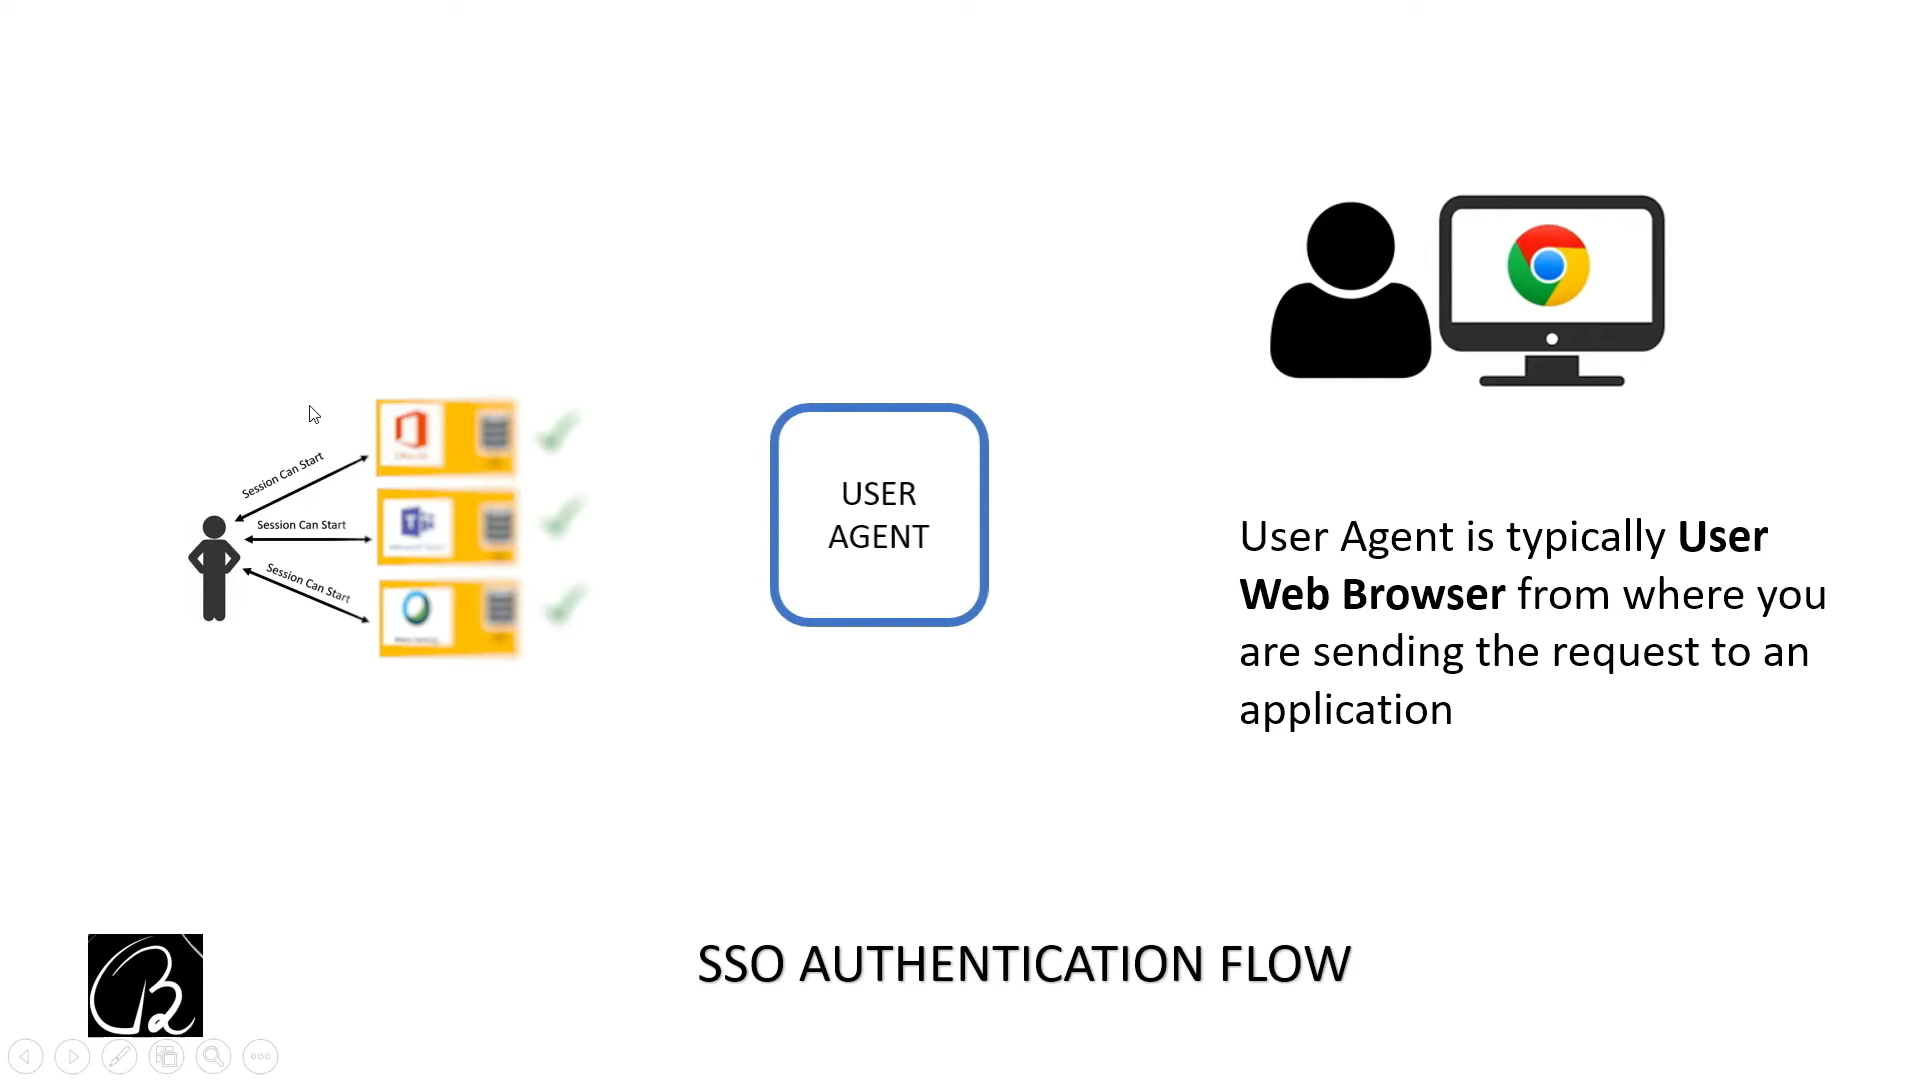 Session Can Start
Session Can Start
Session Can Start
USER
AGENT
User Agent is typically User
Web Browser from where you
are sending the request to an
application
SSO AUTHENTICATION FLOW